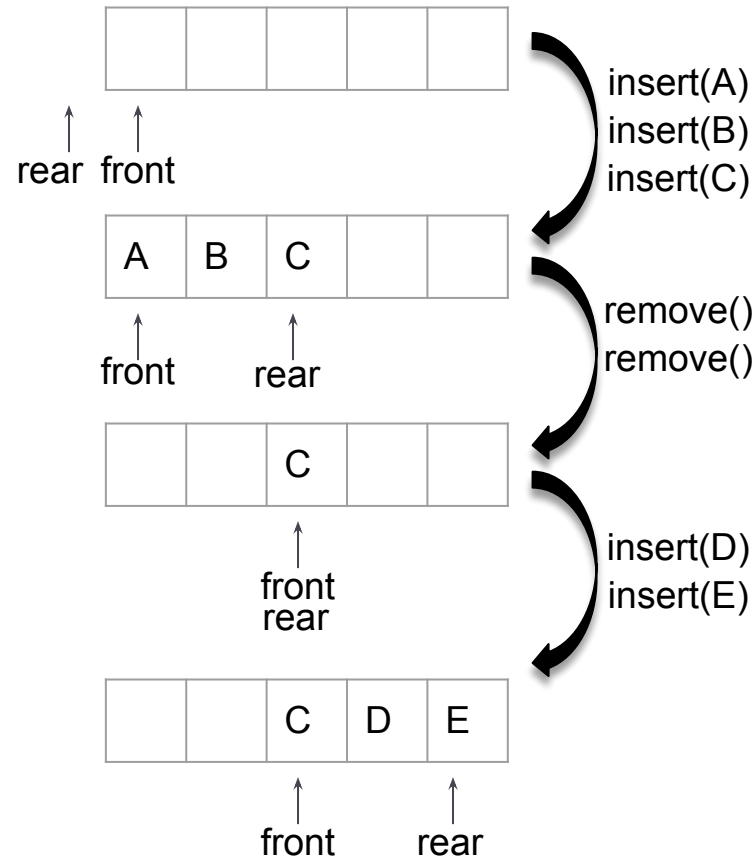 insert(A)
insert(B)
insert(C)
rear front
A B C
front rear
remove()
remove()
C
front
rear
insert(D)
insert(E)
C D E
front rear